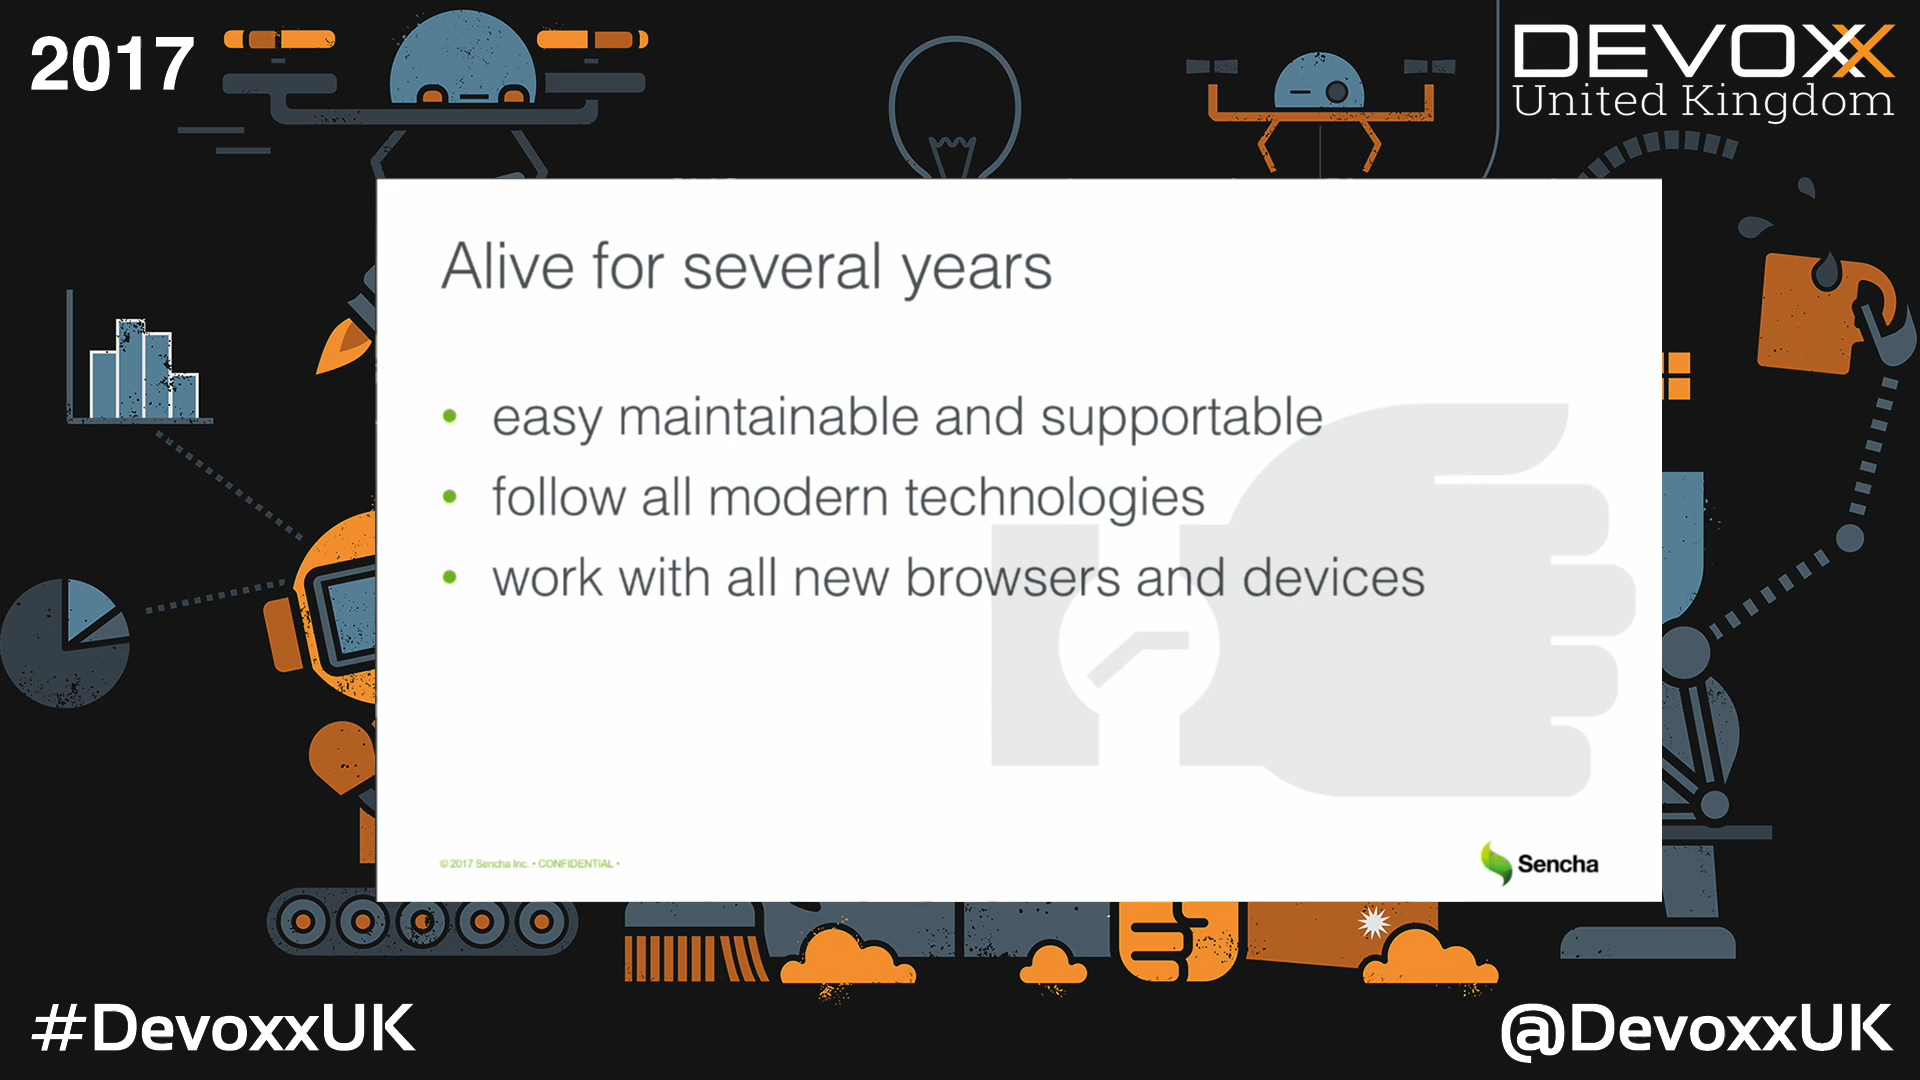 2017
DEVOXX
United Kingdom
Alive for several years
• easy maintainable and supportable
• follow all modern technologies
• work with all new browsers and devices
© 2017 Sencha Inc. • CONFIDENTIAL •
Sencha
#DevoxxUK
@DevoxxUK